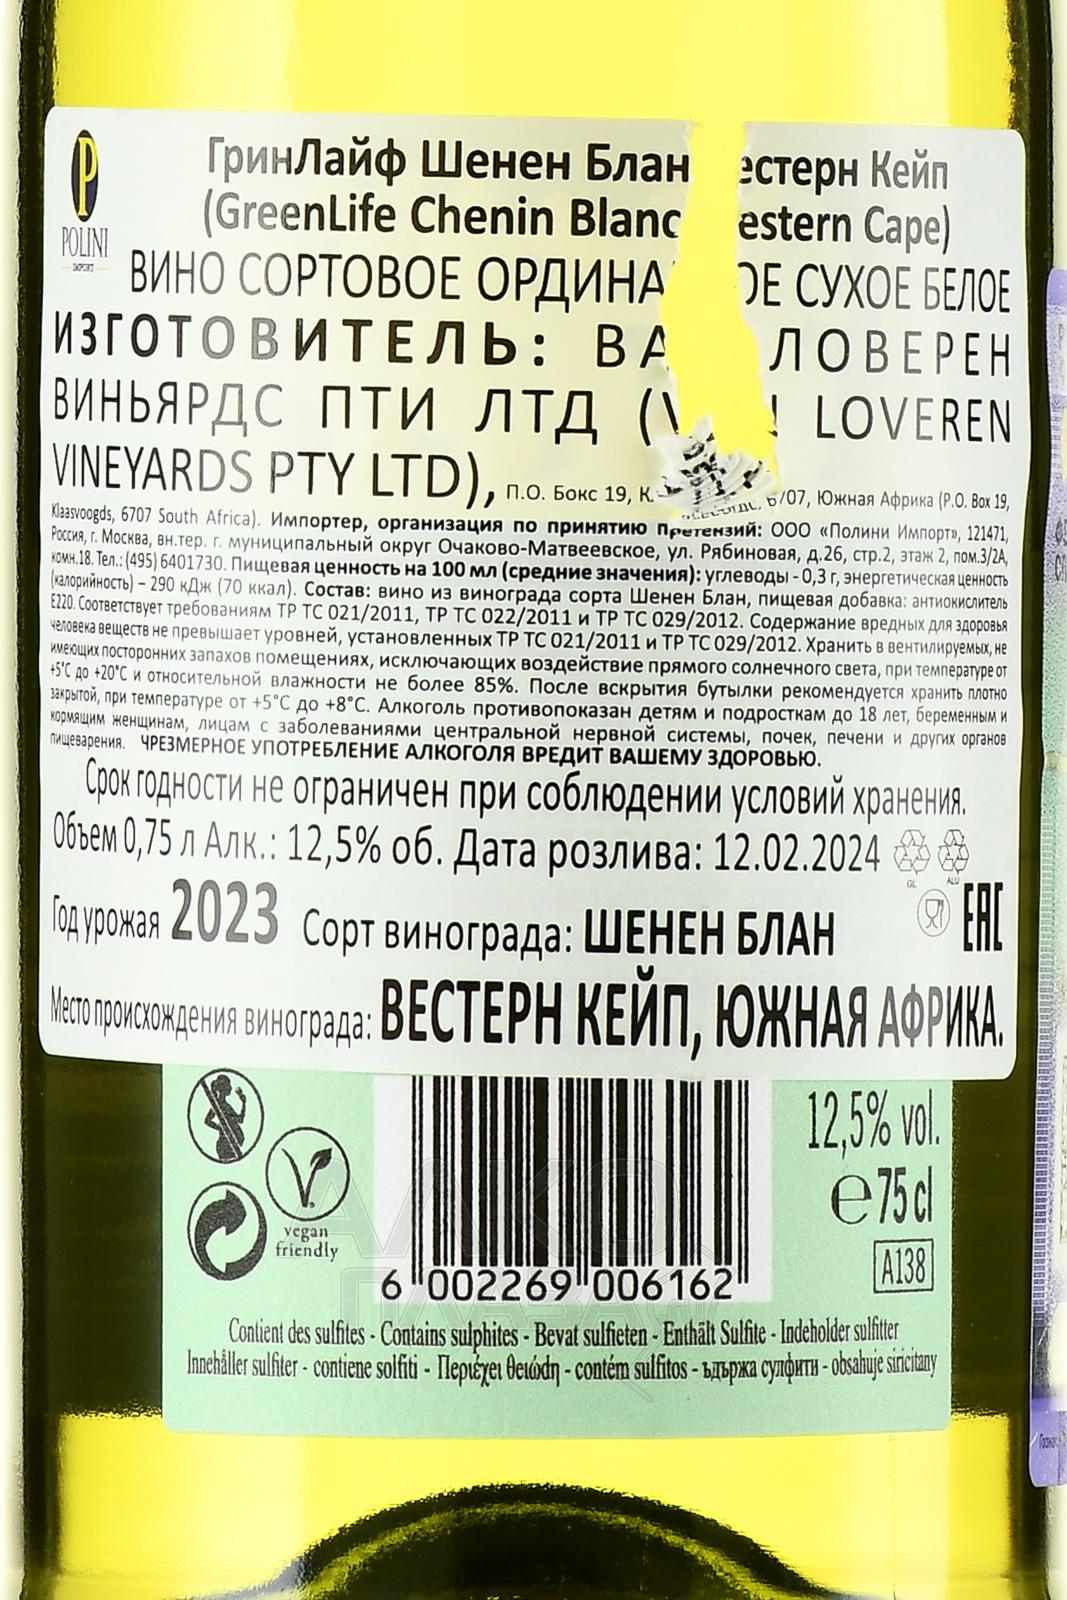 P
POLINI
IMPORT
ГринЛайф Шенен Блан Кейп
(GreenLife Chenin Cape)
ВИНО СОРТОВОЕ СУХОЕ БЕЛОЕ
ИЗГОТОВИТЕЛЬ: ЛОВЕРЕН
ВИНЬЯРДС ПТИ ЛТД ( LOVEREN
VINEYARDS PTY LTD), П.О. Бокс 19, Южная Африка (P.O. Box 19,
Klaasvoogds, 6707 South Africa). Импортер, организация по принятию претензий: ООО «Полини Импорт», 121471,
Россия, г. Москва, вн.тер. г. муниципальный округ Очаково-Матвеевское, ул. Рябиновая, д.26, стр.2, этаж 2, пом.3/2А,
комн.18. Тел.: (495) 6401730. Пищевая ценность на 100 мл (средние значения): углеводы - 0,3 г, энергетическая ценность
(калорийность) – 290 кДж (70 ккал). Состав: вино из винограда сорта Шенен Блан, пищевая добавка: антиокислитель
E220. Соответствует требованиям ТР ТС 021/2011, ТР ТС 022/2011 и ТР ТС 029/2012. Содержание вредных для здоровья
человека веществ не превышает уровней, установленных ТР ТС 021/2011 и ТР ТС 029/2012. Хранить в вентилируемых, не
имеющих посторонних запахов помещениях, исключающих воздействие прямого солнечного света, при температуре от
+5°С до +20°С и относительной влажности не более 85%. После вскрытия бутылки рекомендуется хранить плотно
закрытой, при температуре от +5°С до +8°С. Алкоголь противопоказан детям и подросткам до 18 лет, беременным и
кормящим женщинам, лицам с заболеваниями центральной нервной системы, почек, печени и других органов
пищеварения. ЧРЕЗМЕРНОЕ УПОТРЕБЛЕНИЕ АЛКОГОЛЯ ВРЕДИТ ВАШЕМУ ЗДОРОВЬЮ.
Срок годности не ограничен при соблюдении условий хранения.
Объем 0,75 л Алк.: 12,5% об. Дата розлива: 12.02.2024
GL ALU
Год урожая 2023 Сорт винограда: ШЕНЕН БЛАН
EAC
Место происхождения винограда: ВЕСТЕРН КЕЙП, ЮЖНАЯ АФРИКА.
12,5% vol.
e 75 cl
A138
vegan
friendly
6 002269 006162
Contient des sulfites - Contains sulphites - Bevat sulfieten - Enthält Sulfite - Indeholder sulfitter
Innehåller sulfiter - contiene solfiti - Περιέχει θειώδη - contém sulfitos - ъдържа сулфити - obsahuje siricitany